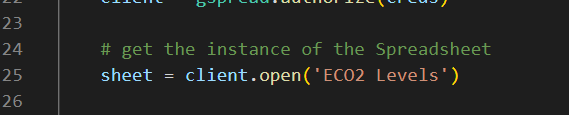 22 client = gspread.authorize(creds)
23
24 # get the instance of the Spreadsheet
25 sheet = client.open('ECO2 Levels')
26